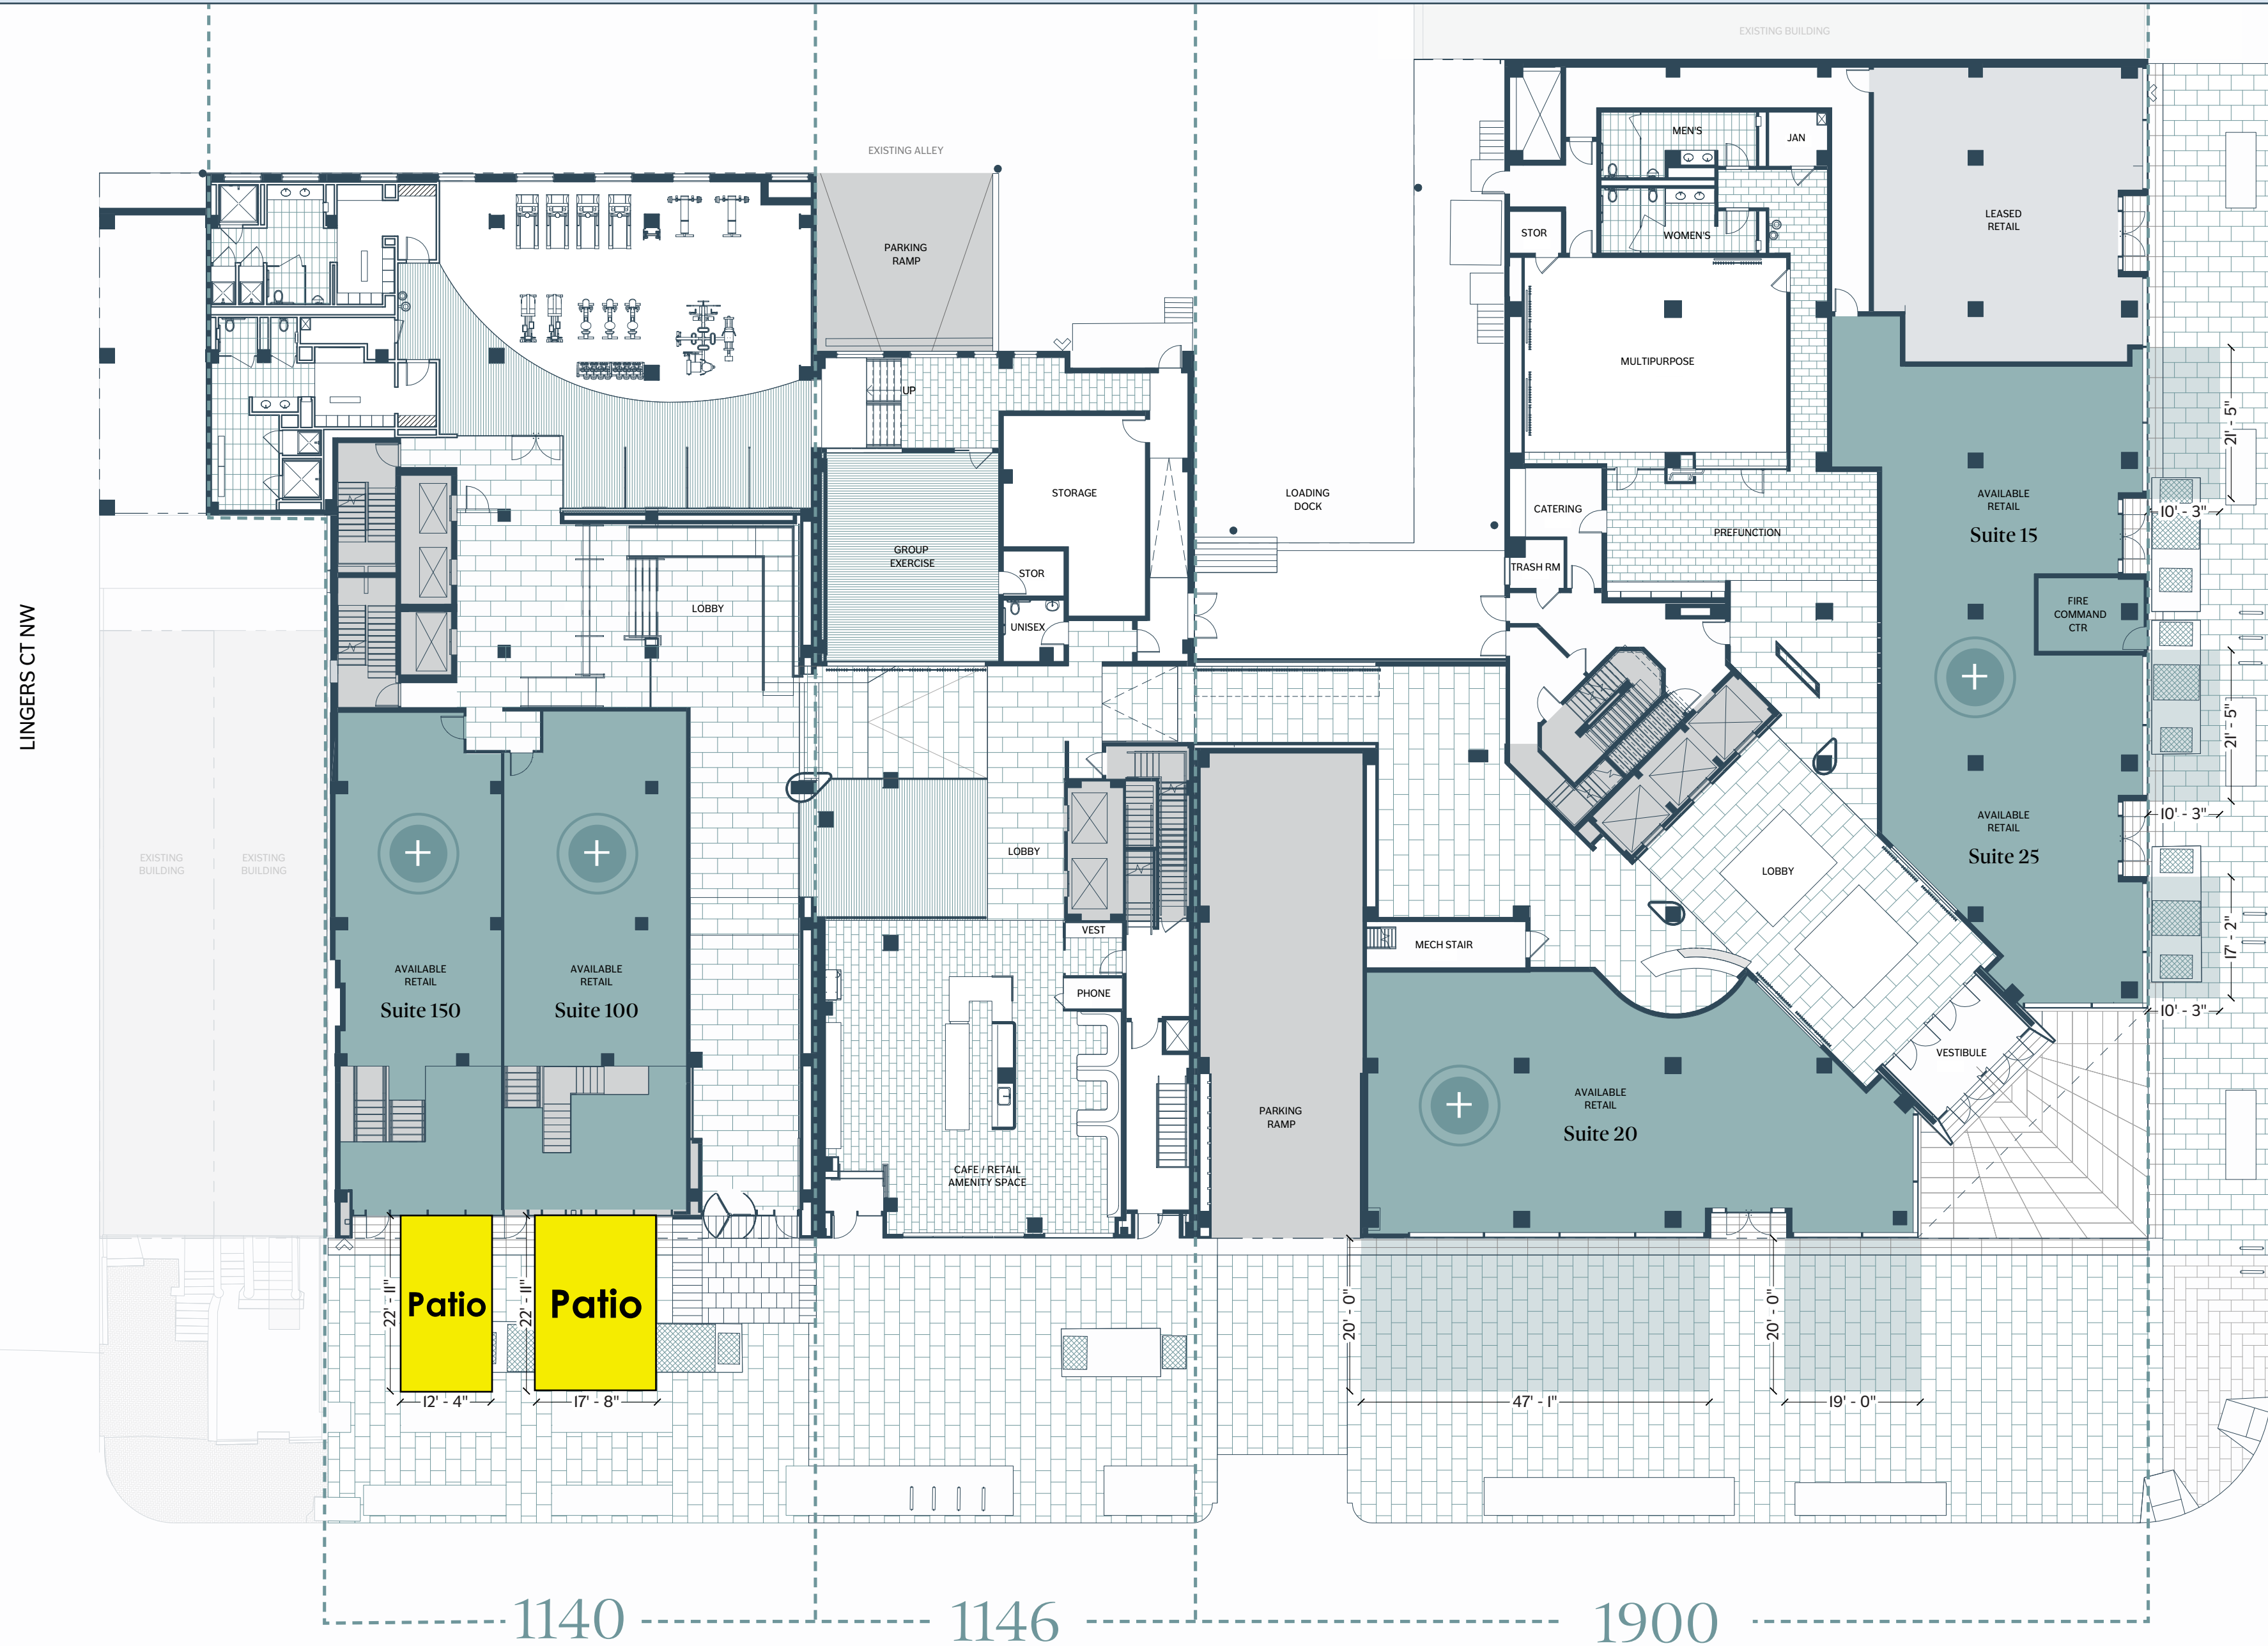 EXISTING BUILDING
EXISTING ALLEY
MEN'S
JAN
PARKING
RAMP
LEASED
RETAIL
STOR
WOMEN'S
MULTIPURPOSE
UP
21' - 5"
STORAGE
LOADING
DOCK
CATERING
AVAILABLE
RETAIL
Suite 15
10' - 3"
PREFUNCTION
GROUP
EXERCISE
STOR
TRASH RM
LOBBY
UNISEX
FIRE
COMMAND
CTR
LINGERS CT NW
21' - 5"
10' - 3"
AVAILABLE
RETAIL
Suite 25
EXISTING
BUILDING
EXISTING
BUILDING
LOBBY
LOBBY
VEST
MECH STAIR
17' - 2"
AVAILABLE
RETAIL
Suite 150
AVAILABLE
RETAIL
Suite 100
PHONE
10' - 3"
VESTIBULE
PARKING
RAMP
AVAILABLE
RETAIL
Suite 20
CAFE / RETAIL
AMENITY SPACE
22' - 11"
Patio
22' - 11"
Patio
20' - 0"
20' - 0"
12' - 4"
17' - 8"
47' - 1"
19' - 0"
1140
1146
1900